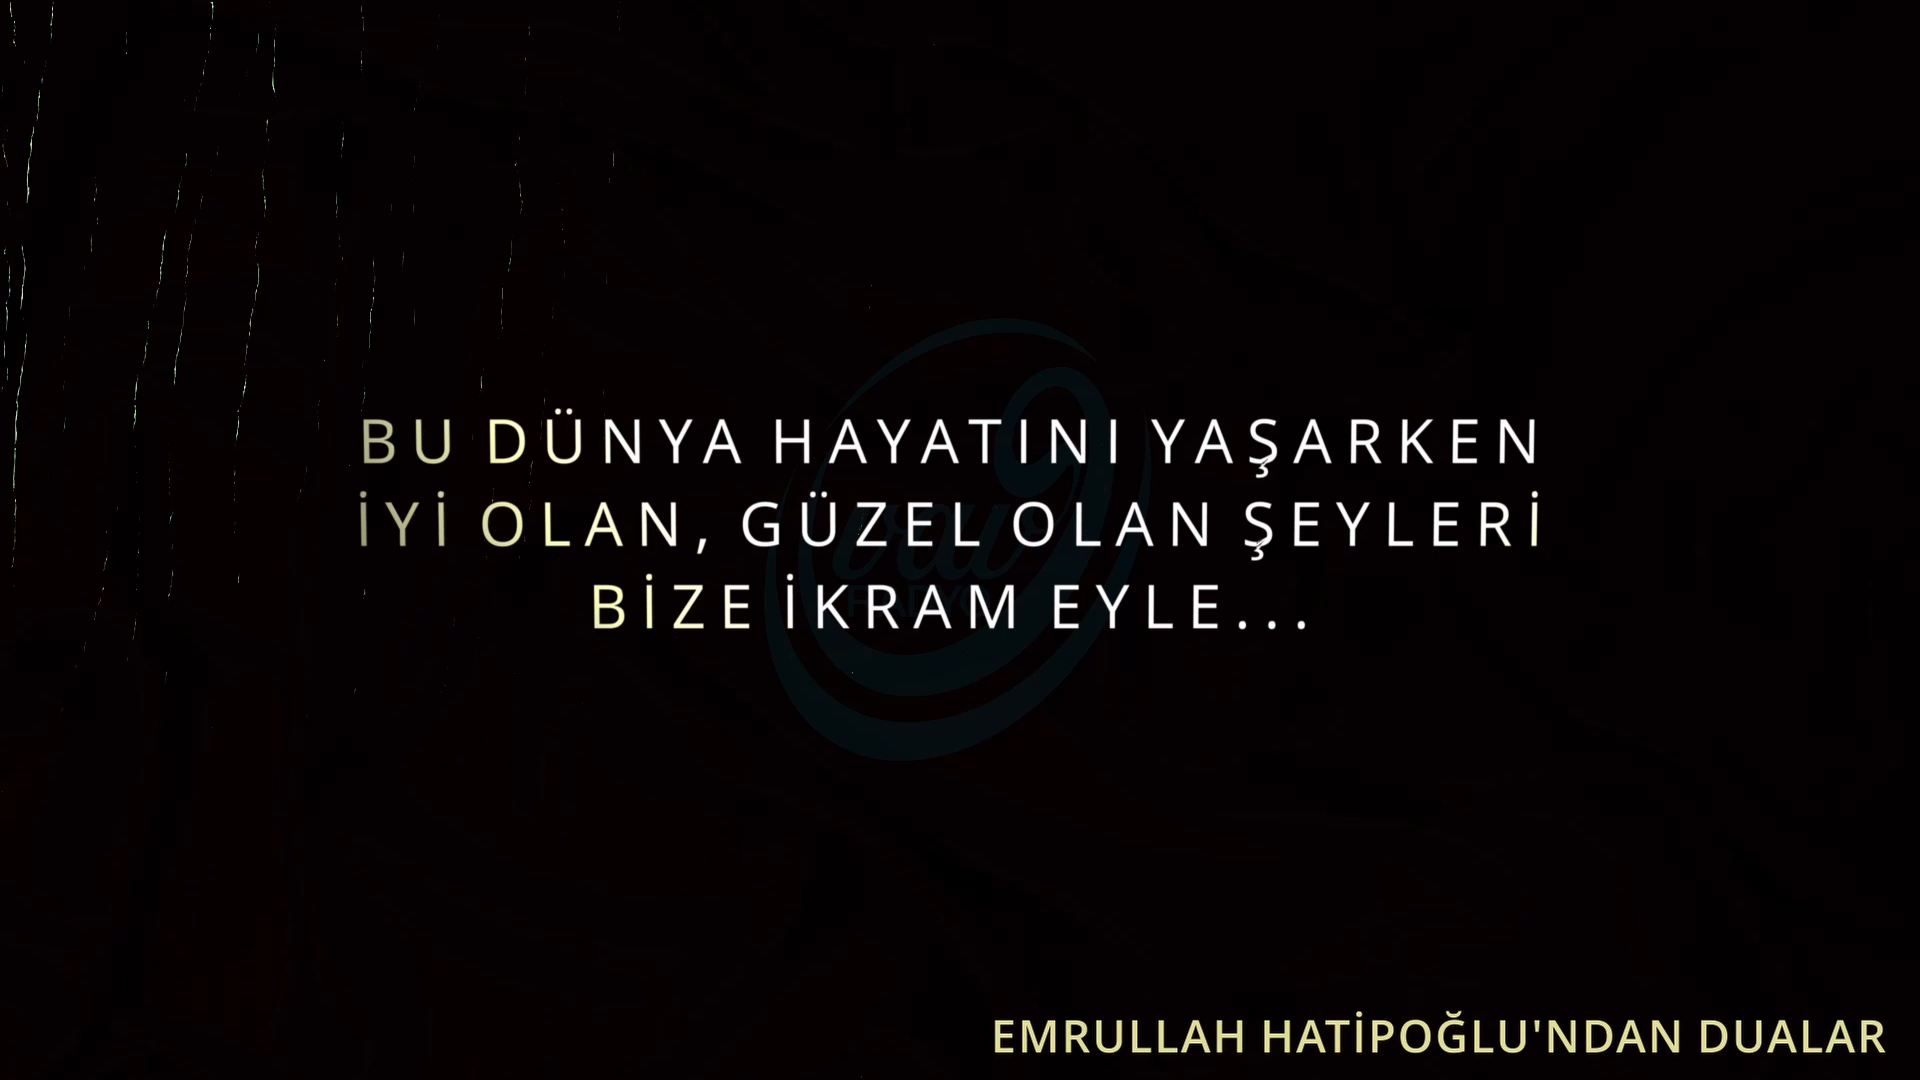 BU DÜNYA HAYATINI YAŞARKEN
İYİ OLAN, GÜZEL OLAN ŞEYLERİ
BİZE İKRAM EYLE...
EMRULLAH HATİPOĞLU'NDAN DUALAR